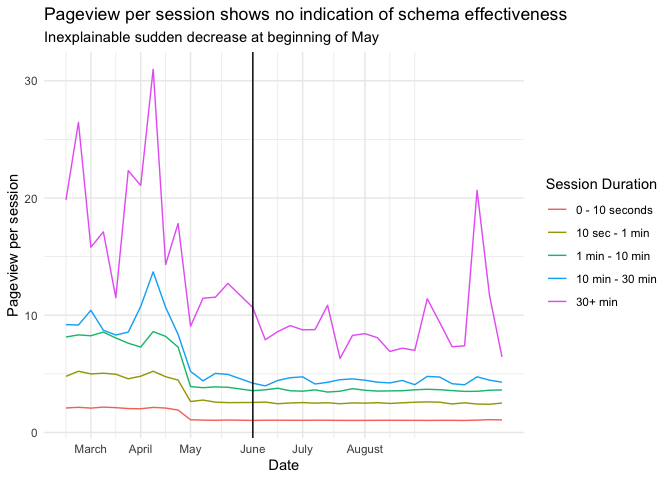 Pageview per session shows no indication of schema effectiveness
Inexplainable sudden decrease at beginning of May
30
20
10
0
Pageview per session
March April May June July August
Date
Session Duration
0 - 10 seconds
10 sec - 1 min
1 min - 10 min
10 min - 30 min
30+ min